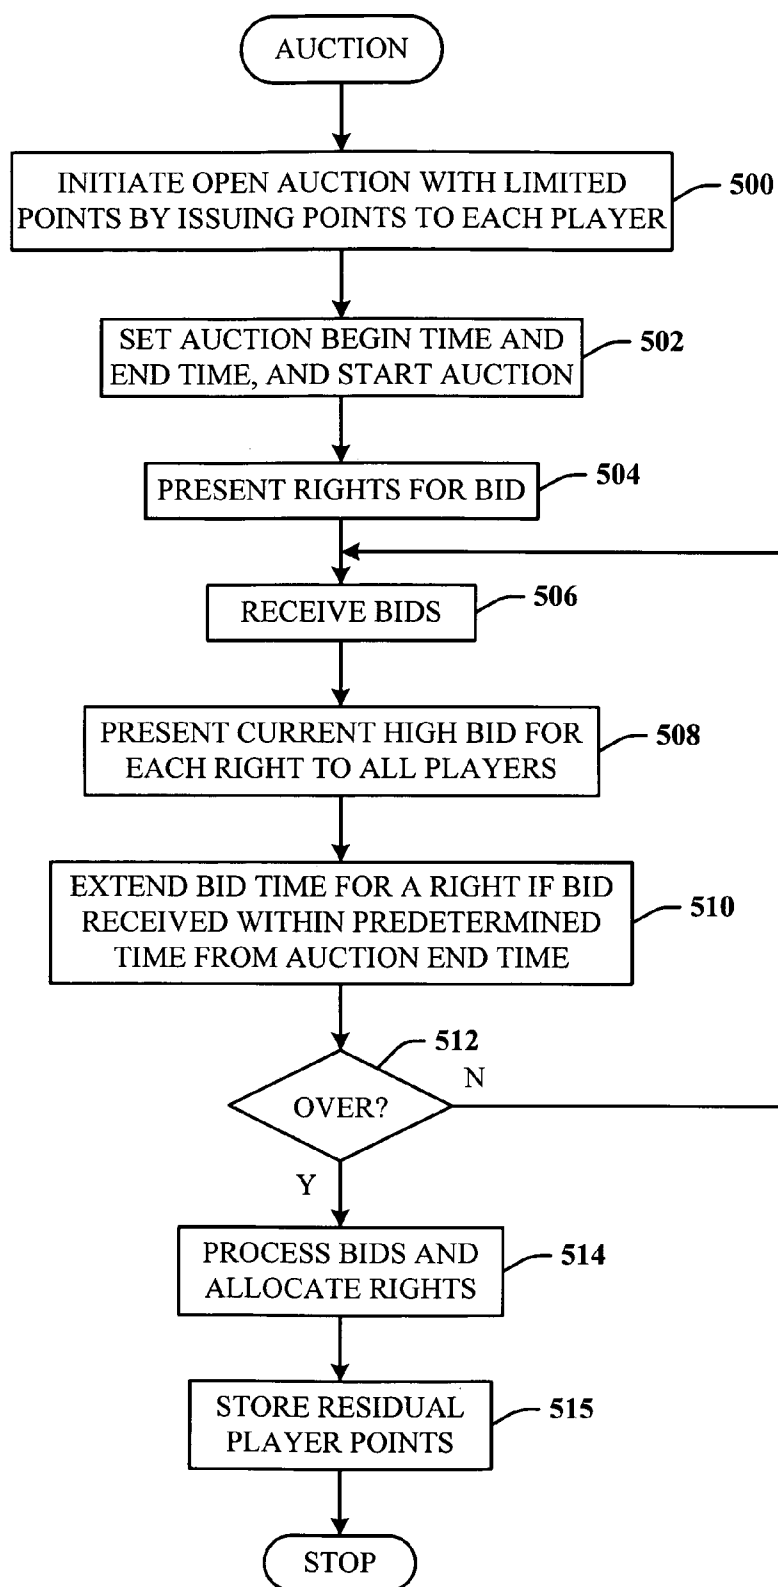 AUCTION
INITIATE OPEN AUCTION WITH LIMITED
POINTS BY ISSUING POINTS TO EACH PLAYER
500
SET AUCTION BEGIN TIME AND
END TIME, AND START AUCTION
502
PRESENT RIGHTS FOR BID
504
RECEIVE BIDS
506
PRESENT CURRENT HIGH BID FOR
EACH RIGHT TO ALL PLAYERS
508
EXTEND BID TIME FOR A RIGHT IF BID
RECEIVED WITHIN PREDETERMINED
TIME FROM AUCTION END TIME
510
512
OVER?
N
Y
PROCESS BIDS AND
ALLOCATE RIGHTS
514
STORE RESIDUAL
PLAYER POINTS
515
STOP